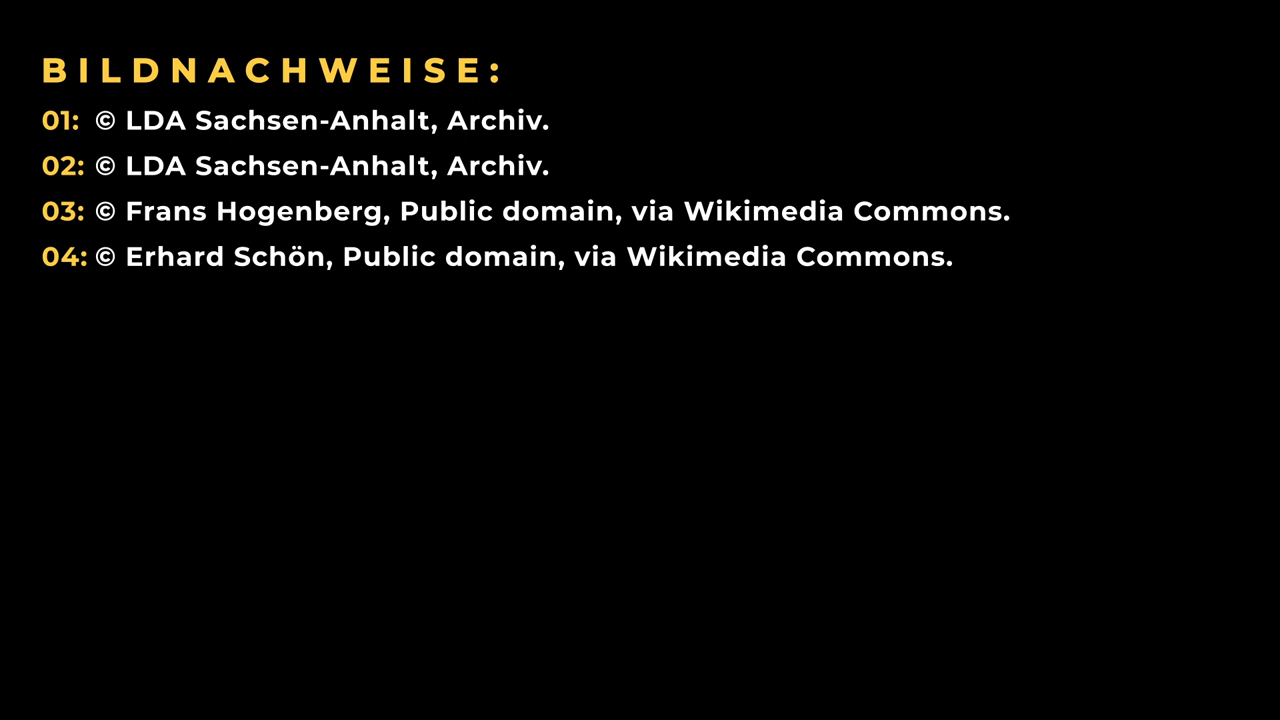 BILDNACHWEISE:
01: © LDA Sachsen-Anhalt, Archiv.
02: © LDA Sachsen-Anhalt, Archiv.
03: © Frans Hogenberg, Public domain, via Wikimedia Commons.
04: © Erhard Schön, Public domain, via Wikimedia Commons.